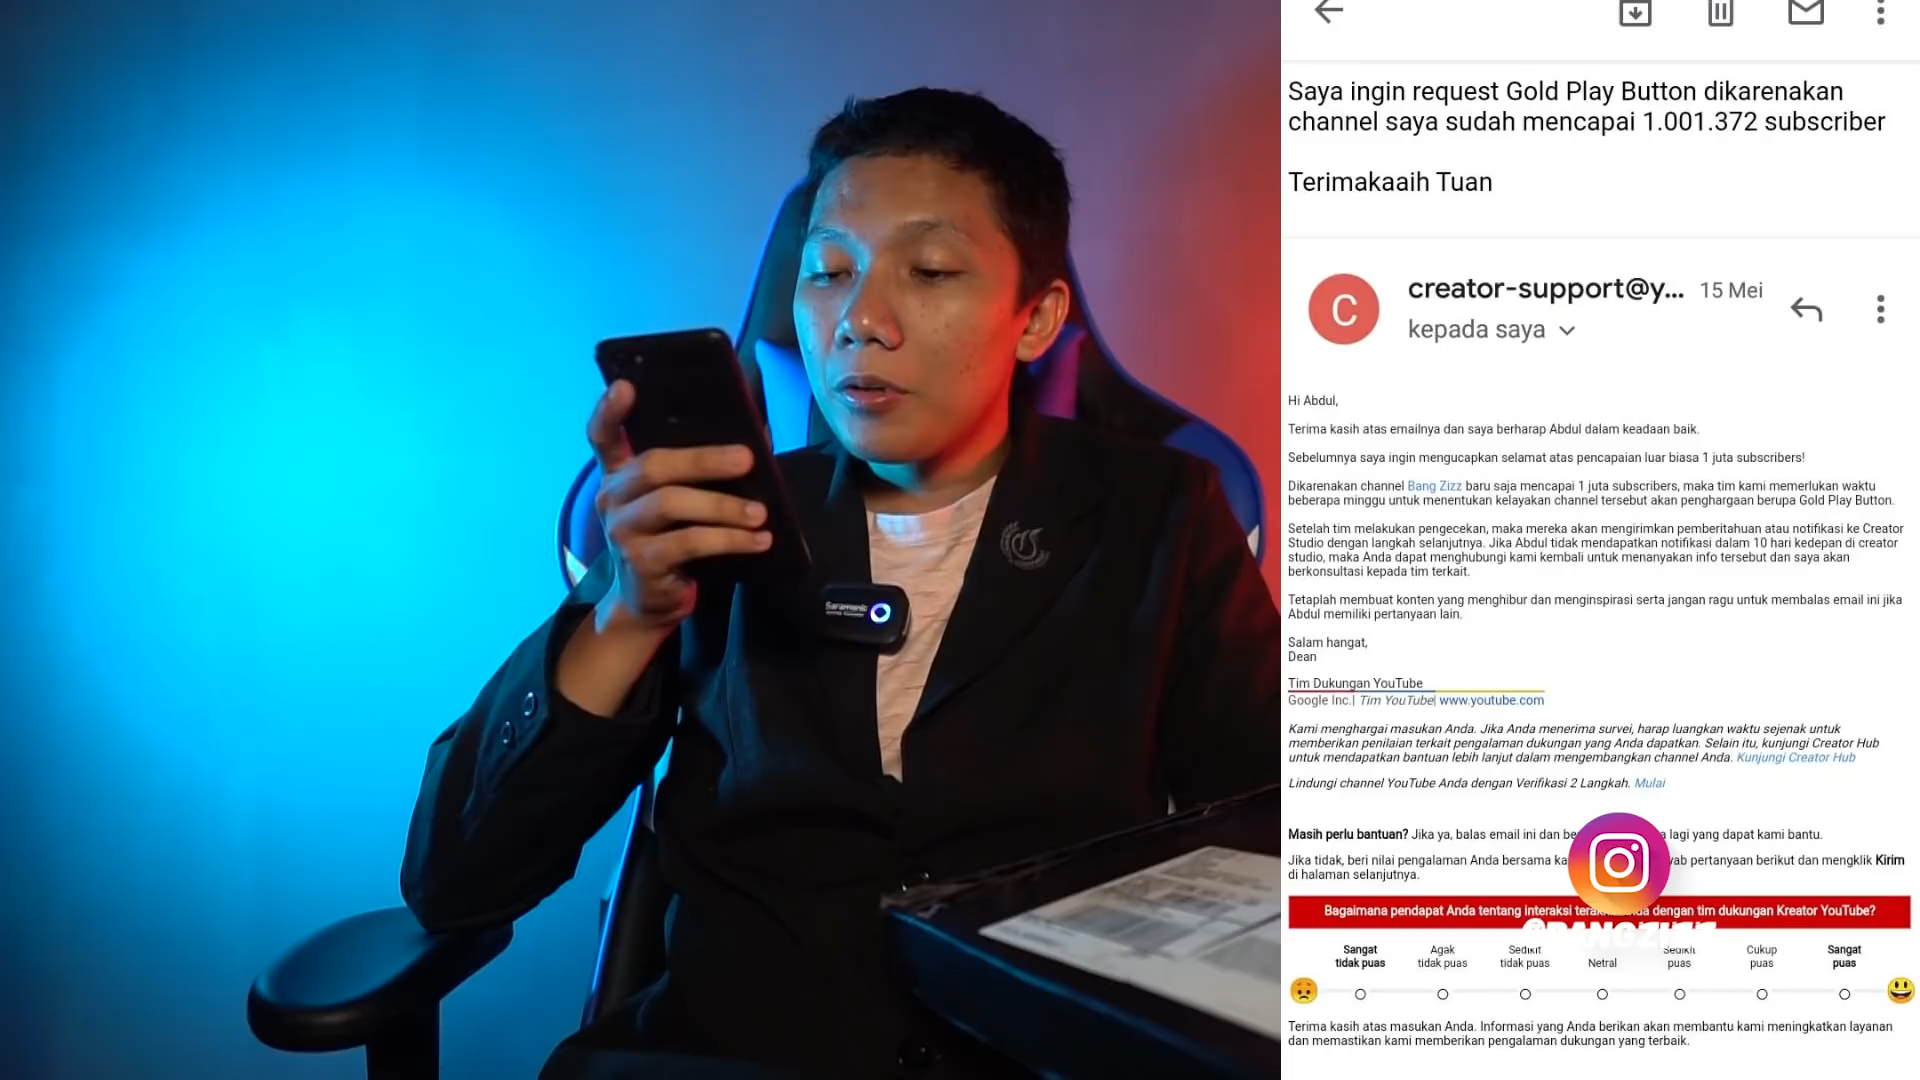 Saya ingin request Gold Play Button dikarenakan
channel saya sudah mencapai 1.001.372 subscriber
Terimakaaih Tuan
C
creator-support@y... 15 Mei
kepada saya
Hi Abdul,
Terima kasih atas emailnya dan saya berharap Abdul dalam keadaan baik.
Sebelumnya saya ingin mengucapkan selamat atas pencapaian luar biasa 1 juta subscribers!
Dikarenakan channel Bang Zizz baru saja mencapai 1 juta subscribers, maka tim kami memerlukan waktu
beberapa minggu untuk menentukan kelayakan channel tersebut akan penghargaan berupa Gold Play Button.
Setelah tim melakukan pengecekan, maka mereka akan mengirimkan pemberitahuan atau notifikasi ke Creator
Studio dengan langkah selanjutnya. Jika Abdul tidak mendapatkan notifikasi dalam 10 hari kedepan di creator
studio, maka Anda dapat menghubungi kami kembali untuk menanyakan info tersebut dan saya akan
berkonsultasi kepada tim terkait.
Tetaplah membuat konten yang menghibur dan menginspirasi serta jangan ragu untuk membalas email ini jika
Abdul memiliki pertanyaan lain.
Salam hangat,
Dean
Tim Dukungan YouTube
Google Inc.| Tim YouTube| www.youtube.com
Kami menghargai masukan Anda. Jika Anda menerima survei, harap luangkan waktu sejenak untuk
memberikan penilaian terkait pengalaman dukungan yang Anda dapatkan. Selain itu, kunjungi Creator Hub
untuk mendapatkan bantuan lebih lanjut dalam mengembangkan channel Anda. Kunjungi Creator Hub
Lindungi channel YouTube Anda dengan Verifikasi 2 Langkah. Mulai
Masih perlu bantuan? Jika ya, balas email ini dan lagi yang dapat kami bantu.
Jika tidak, beri nilai pengalaman Anda bersama pertanyaan berikut dan mengklik Kirim
di halaman selanjutnya.
Bagaimana pendapat Anda tentang interaksi dengan tim dukungan Kreator YouTube?
@BANGZIZZ
Sangat tidak puas
Agak tidak puas
Sedikit tidak puas
Netral
Sedikit puas
Cukup puas
Sangat puas
Terima kasih atas masukan Anda. Informasi yang Anda berikan akan membantu kami meningkatkan layanan
dan memastikan kami memberikan pengalaman dukungan yang terbaik.
Saramonic